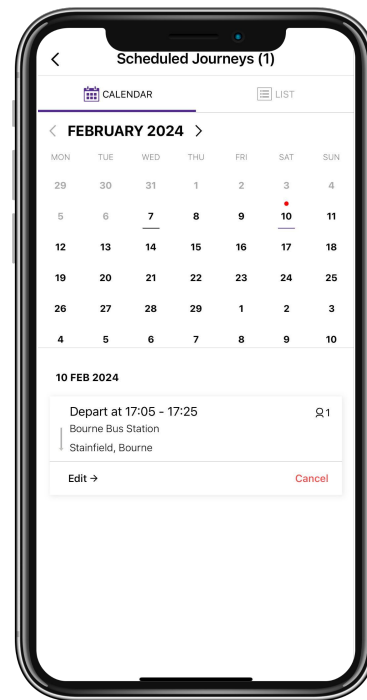 Scheduled Journeys (1)
CALENDAR LIST
FEBRUARY 2024
MON TUE WED THU FRI SAT SUN
29 30 31 1 2 3 4
5 6 7 8 9 10 11
12 13 14 15 16 17 18
19 20 21 22 23 24 25
26 27 28 29 1 2 3
4 5 6 7 8 9 10
10 FEB 2024
Depart at 17:05 - 17:25 1
Bourne Bus Station
Stainfield, Bourne
Edit → Cancel